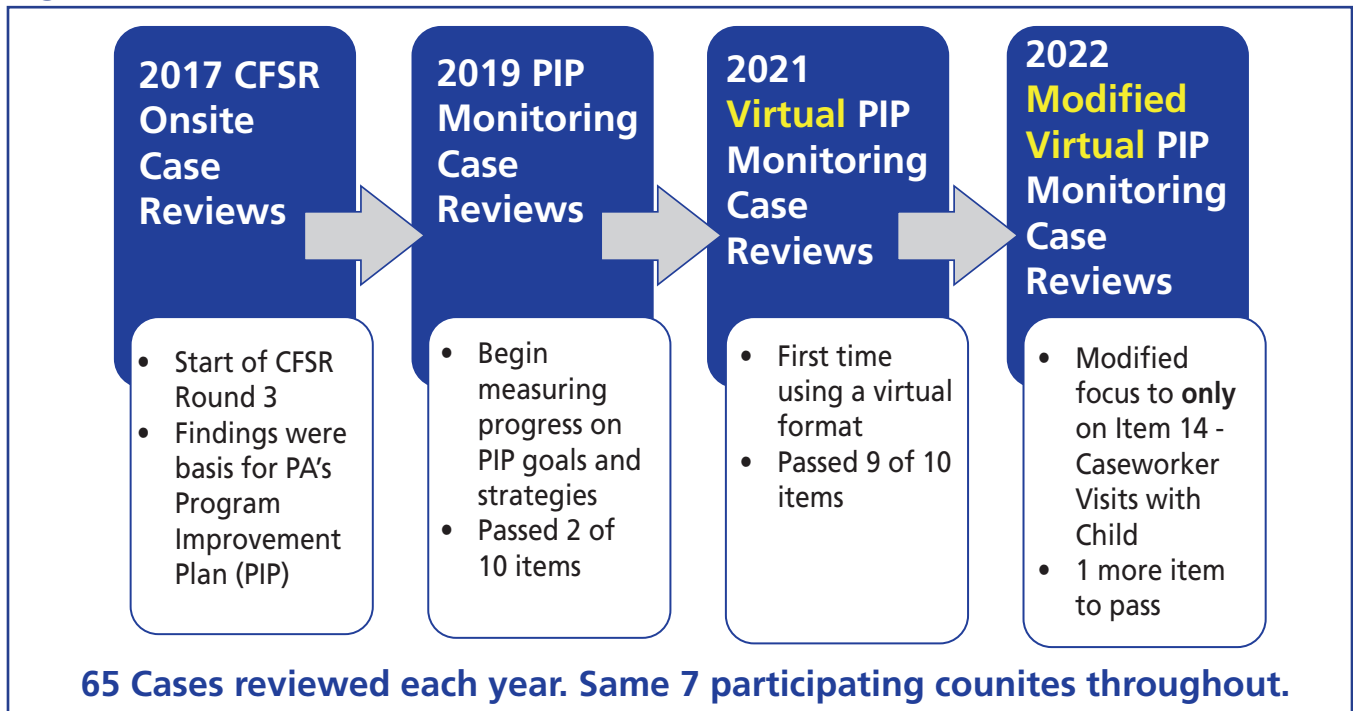 2017 CFSR
Onsite
Case
Reviews
• Start of CFSR
Round 3
• Findings were
basis for PA's
Program
Improvement
Plan (PIP)
2019 PIP
Monitoring
Case
Reviews
• Begin
measuring
progress on
PIP goals and
strategies
• Passed 2 of
10 items
2021
Virtual PIP
Monitoring
Case
Reviews
• First time
using a virtual
format
• Passed 9 of 10
items
2022
Modified
Virtual PIP
Monitoring
Case
Reviews
• Modified
focus to only
on Item 14 -
Caseworker
Visits with
Child
• 1 more item
to pass
65 Cases reviewed each year. Same 7 participating counites throughout.